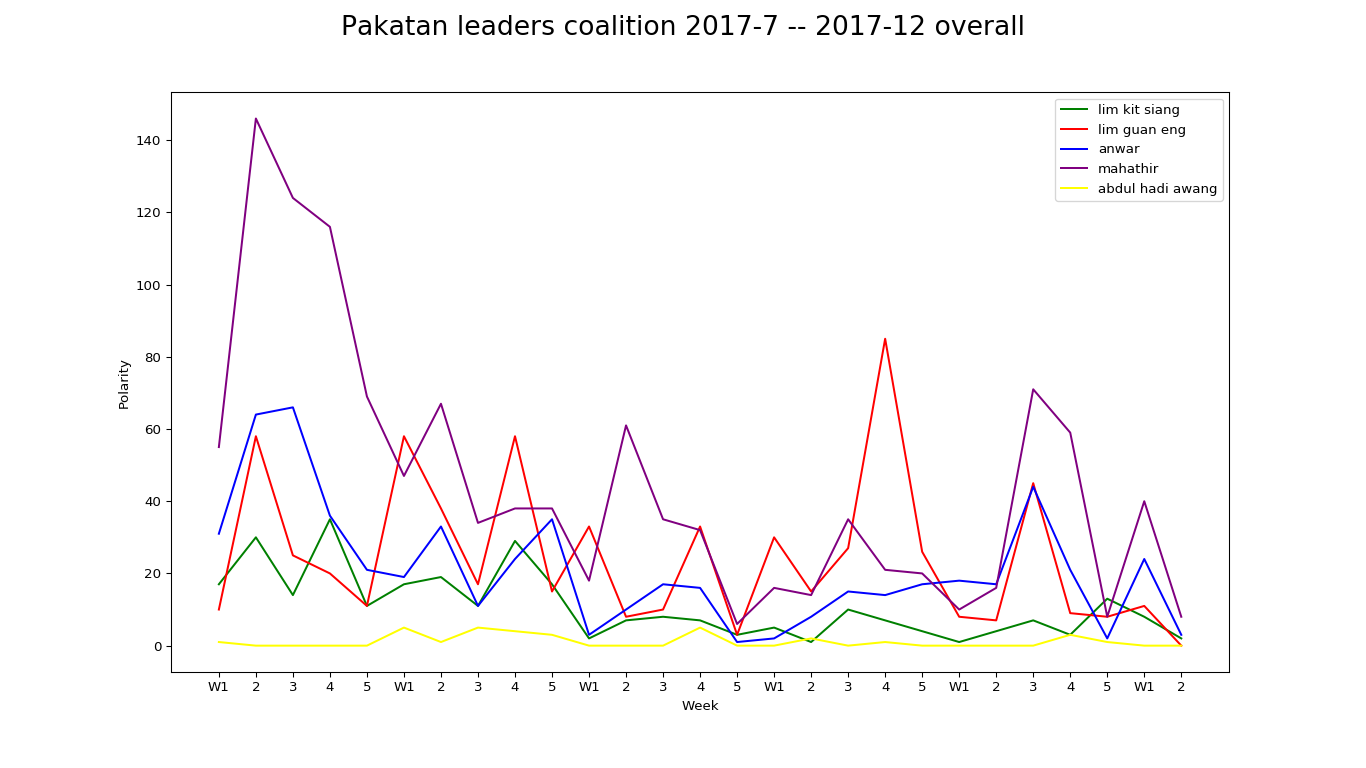 Pakatan leaders coalition 2017-7 -- 2017-12 overall
lim kit siang
lim guan eng
anwar
mahathir
abdul hadi awang
140
120
100
80
60
40
20
0
Polarity
W1 2 3 4 5 W1 2 3 4 5 W1 2 3 4 5 W1 2 3 4 5 W1 2 3 4 5 W1 2
Week